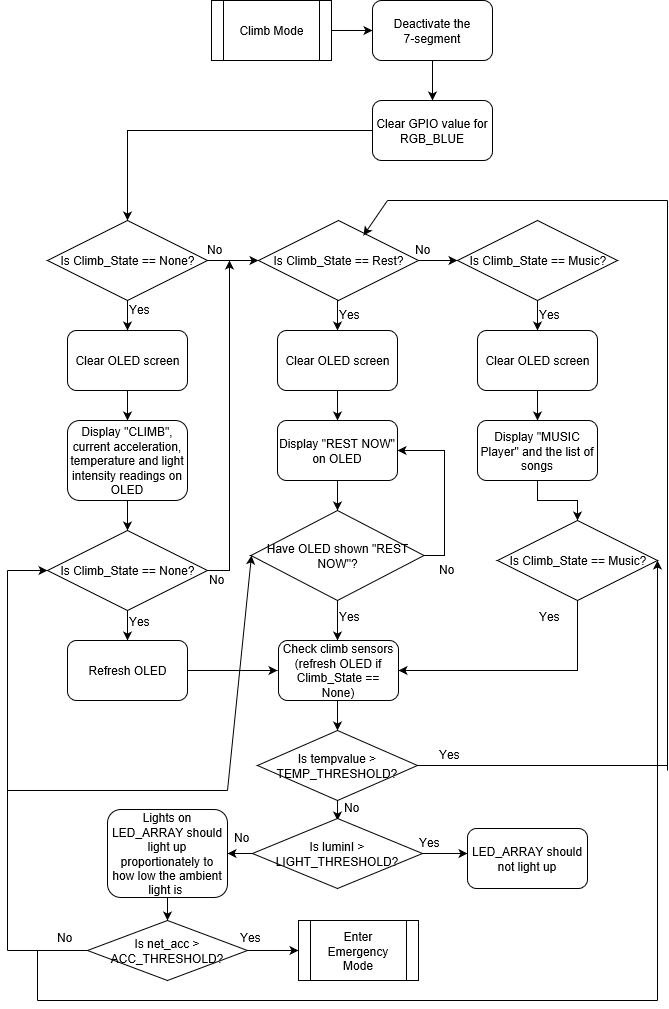 Climb Mode
Deactivate the
7-segment
Clear GPIO value for
RGB_BLUE
Is Climb_State == None?
No
Is Climb_State == Rest?
No
Is Climb_State == Music?
Yes
Yes
Yes
Clear OLED screen
Clear OLED screen
Clear OLED screen
Display "CLIMB",
current acceleration,
temperature and light
intensity readings on
OLED
Display "REST NOW"
on OLED
Display "MUSIC
Player" and the list of
songs
Is Climb_State == None?
No
Have OLED shown "REST
NOW"?
No
Is Climb_State == Music?
Yes
Yes
Yes
Refresh OLED
Check climb sensors
(refresh OLED if
Climb_State ==
None)
Is tempvalue >
TEMP_THRESHOLD?
Yes
No
Lights on
LED_ARRAY should
light up
proportionately to
how low the ambient
light is
No
Is luminI >
LIGHT_THRESHOLD?
Yes
LED_ARRAY should
not light up
No
Is net_acc >
ACC_THRESHOLD?
Yes
Enter
Emergency
Mode